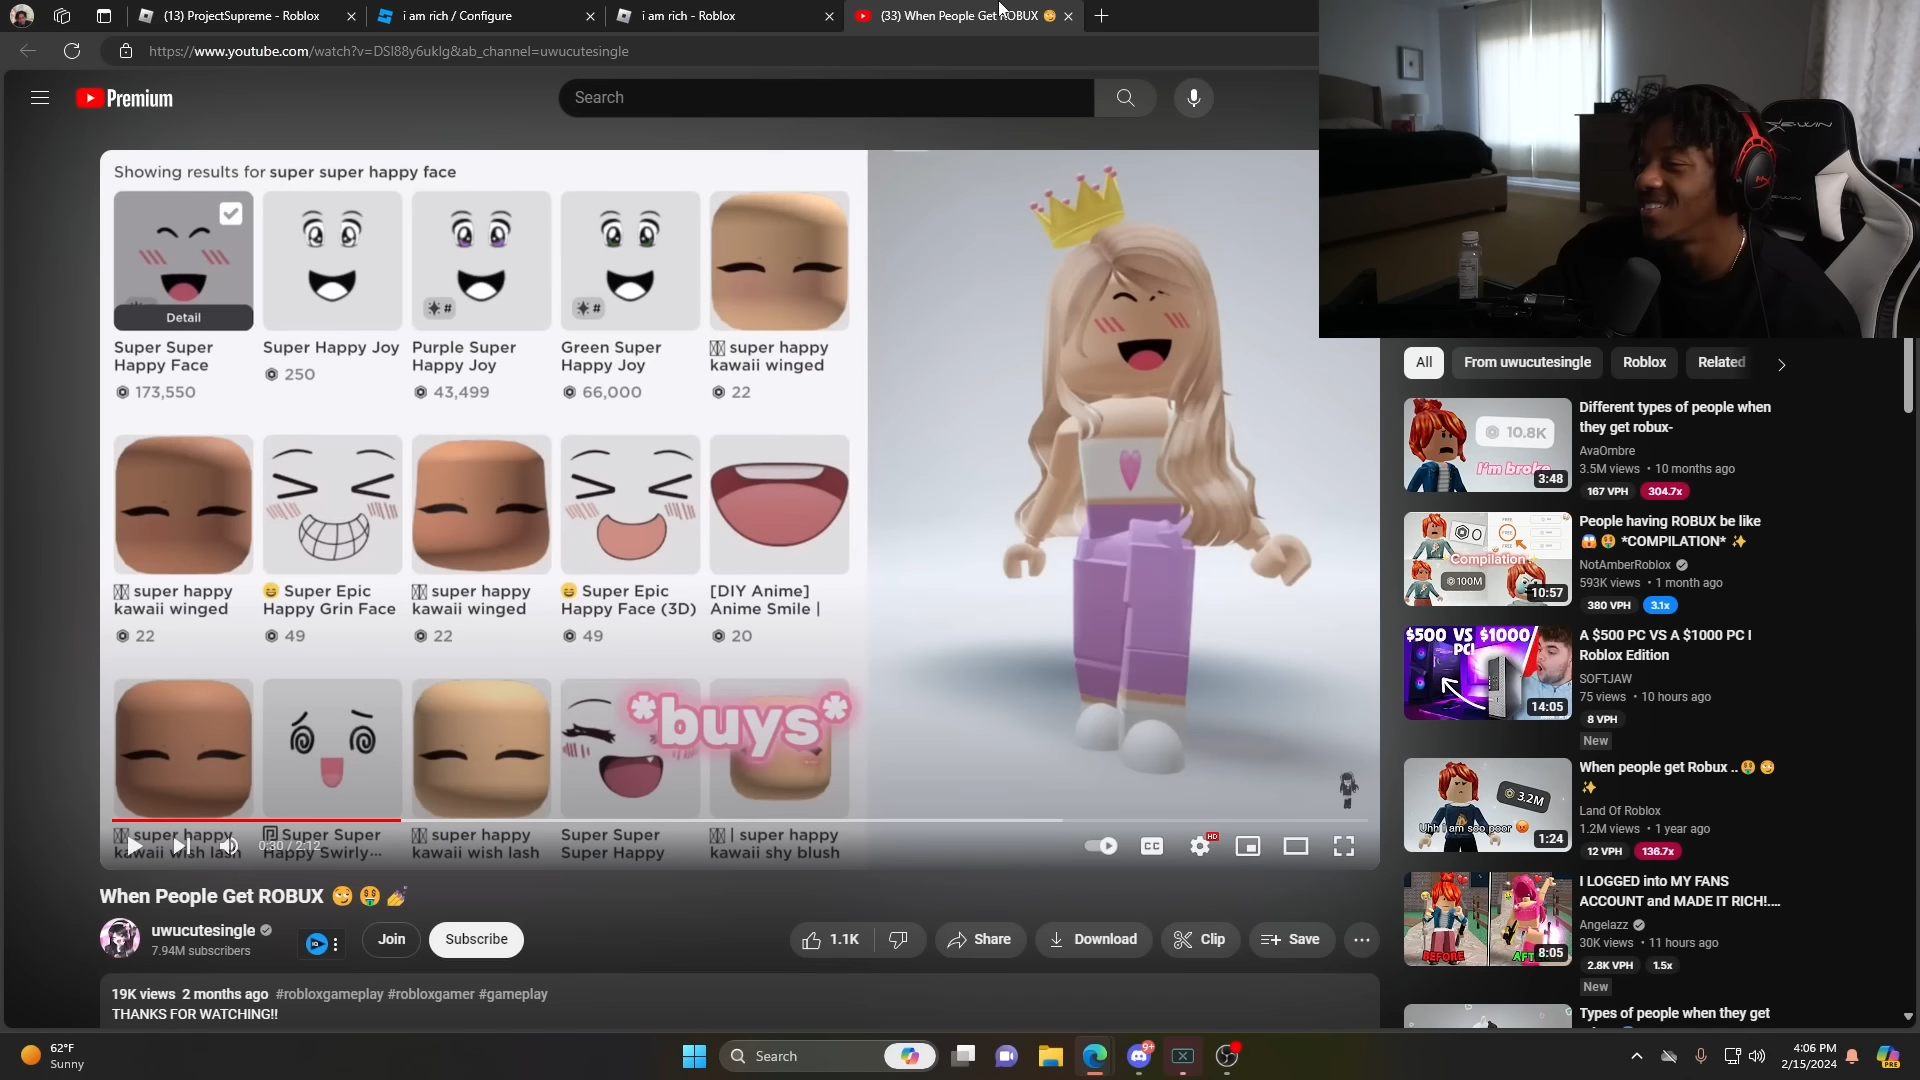 (13) ProjectSupreme - Roblox
i am rich / Configure
i am rich - Roblox
(33) When People Get ROBUX 😏
https://www.youtube.com/watch?v=DSl88y6uklg&ab_channel=uwucutesingle
Premium
Search
Showing results for super super happy face
Detail
Super Super
Happy Face
173,550
Super Happy Joy
250
Purple Super
Happy Joy
43,499
Green Super
Happy Joy
66,000
super happy
kawaii winged
22
super happy
kawaii winged
22
😄 Super Epic
Happy Grin Face
49
super happy
kawaii winged
22
😄 Super Epic
Happy Face (3D)
49
[DIY Anime]
Anime Smile |
20
*buys*
super happy
kawaii wish lash
Super Super
Happy Swirly...
super happy
kawaii wish lash
Super Super
Super Happy
| super happy
kawaii shy blush
0:30 / 2:12
CC
HD
When People Get ROBUX 😏 🤑 💅
uwucutesingle
7.94M subscribers
Join
Subscribe
1.1K
Share
Download
Clip
Save
19K views 2 months ago #robloxgameplay #robloxgamer #gameplay
THANKS FOR WATCHING!!
All
From uwucutesingle
Roblox
Related
10.8K
I'm broke
3:48
Different types of people when
they get robux-
AvaOmbre
3.5M views • 10 months ago
167 VPH
304.7x
Compilation
100M
10:57
People having ROBUX be like
😱 🤑 *COMPILATION* ✨
NotAmberRoblox
593K views • 1 month ago
380 VPH
3.1x
$500 VS $1000
PC!
14:05
A $500 PC VS A $1000 PC I
Roblox Edition
SOFTJAW
75 views • 10 hours ago
8 VPH
New
3.2M
Uhh i am soo poor
1:24
When people get Robux .. 🤑 😏
✨
Land Of Roblox
1.2M views • 1 year ago
12 VPH
136.7x
BEFORE
8:05
I LOGGED into MY FANS
ACCOUNT and MADE IT RICH!....
Angelazz
30K views • 11 hours ago
2.8K VPH
1.5x
New
Types of people when they get
62°F
Sunny
Search
9+
4:06 PM
2/15/2024
PRE